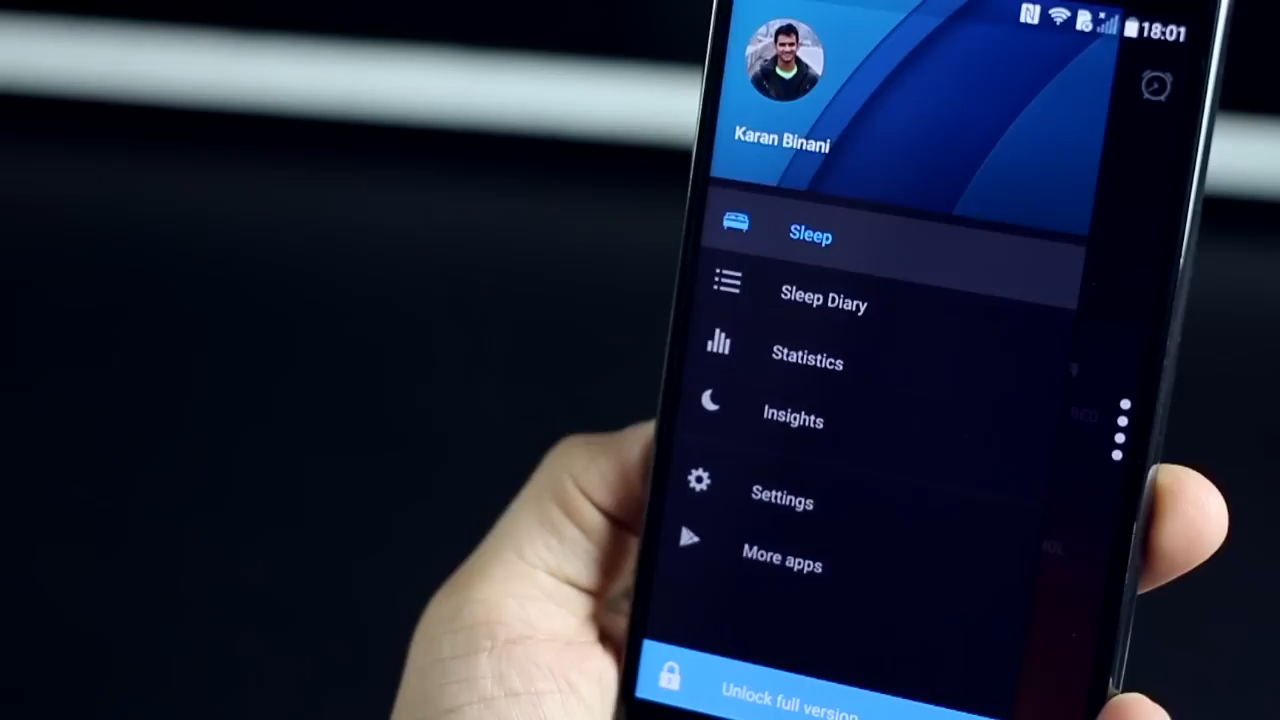 18:01
Karan Binani
Sleep
Sleep Diary
Statistics
Insights
Settings
More apps
Unlock full version